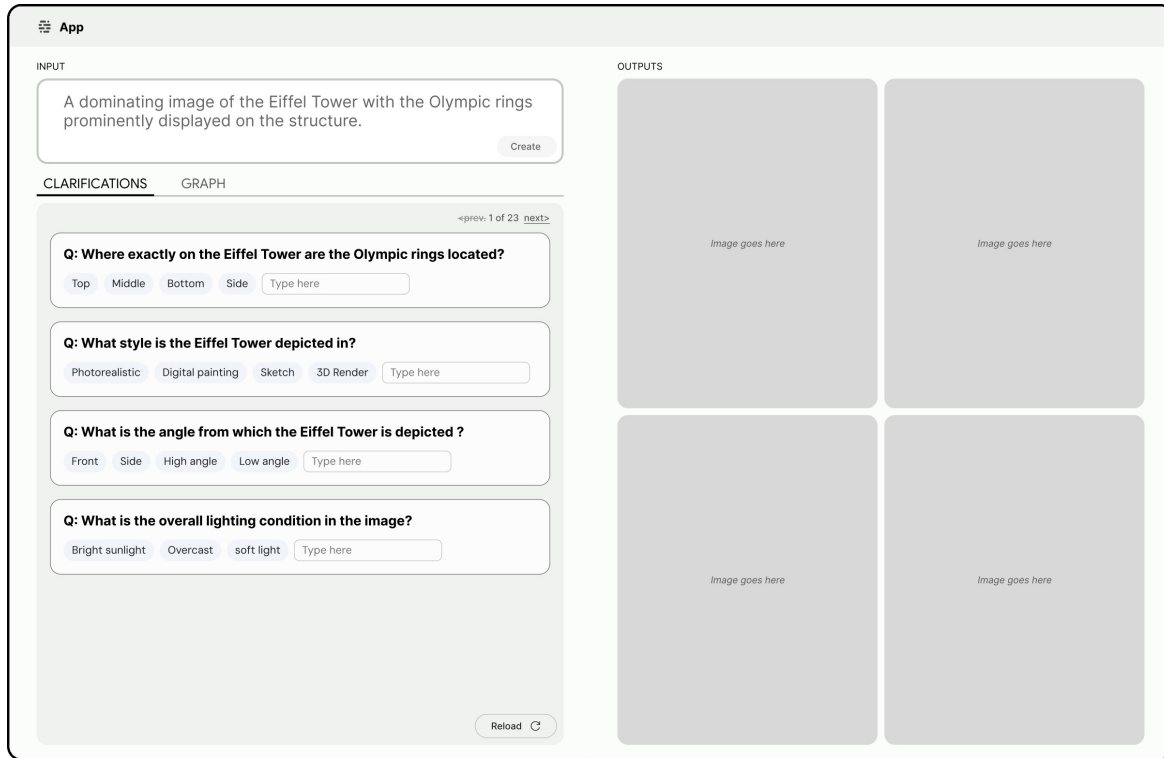 App
INPUT
A dominating image of the Eiffel Tower with the Olympic rings
prominently displayed on the structure.
Create
CLARIFICATIONS GRAPH
<prev. 1 of 23 next>
Q: Where exactly on the Eiffel Tower are the Olympic rings located?
Top Middle Bottom Side Type here
Q: What style is the Eiffel Tower depicted in?
Photorealistic Digital painting Sketch 3D Render Type here
Q: What is the angle from which the Eiffel Tower is depicted ?
Front Side High angle Low angle Type here
Q: What is the overall lighting condition in the image?
Bright sunlight Overcast soft light Type here
Reload
OUTPUTS
Image goes here Image goes here
Image goes here Image goes here